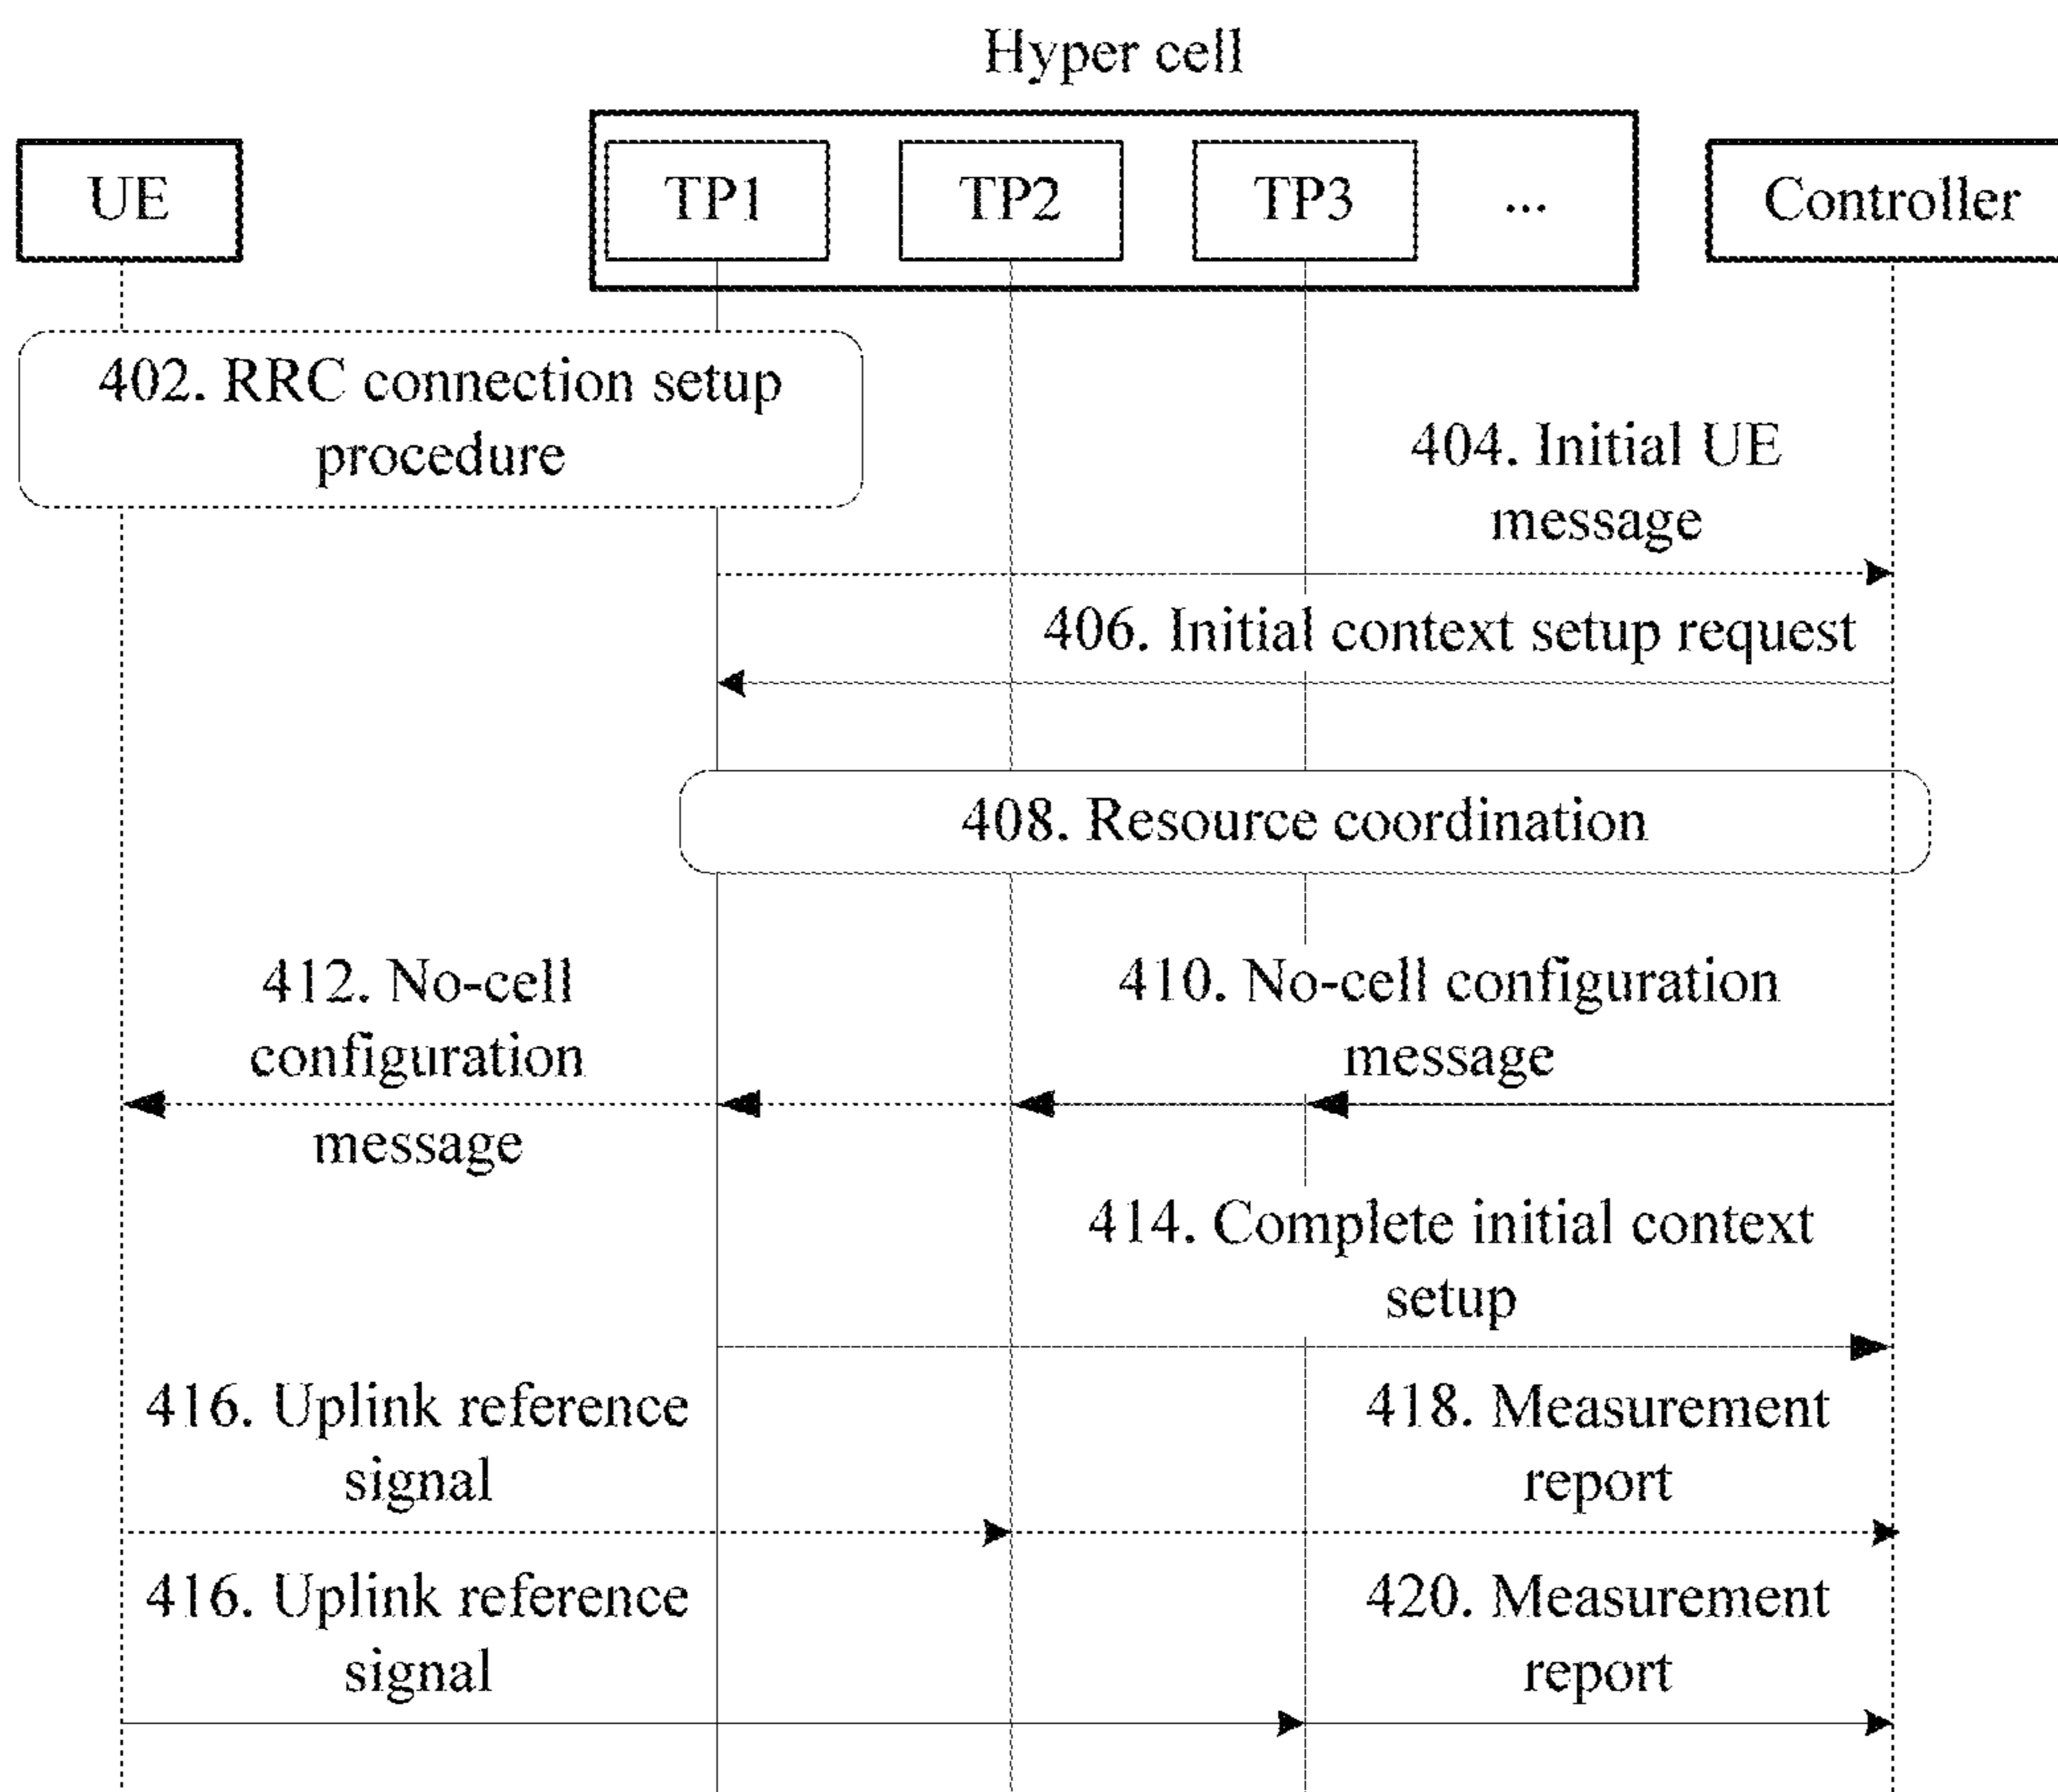 Hyper cell
UE
TP1
TP2
TP3
...
Controller
402. RRC connection setup
procedure
404. Initial UE
message
406. Initial context setup request
408. Resource coordination
412. No-cell
configuration
message
410. No-cell configuration
message
414. Complete initial context
setup
416. Uplink reference
signal
418. Measurement
report
416. Uplink reference
signal
420. Measurement
report